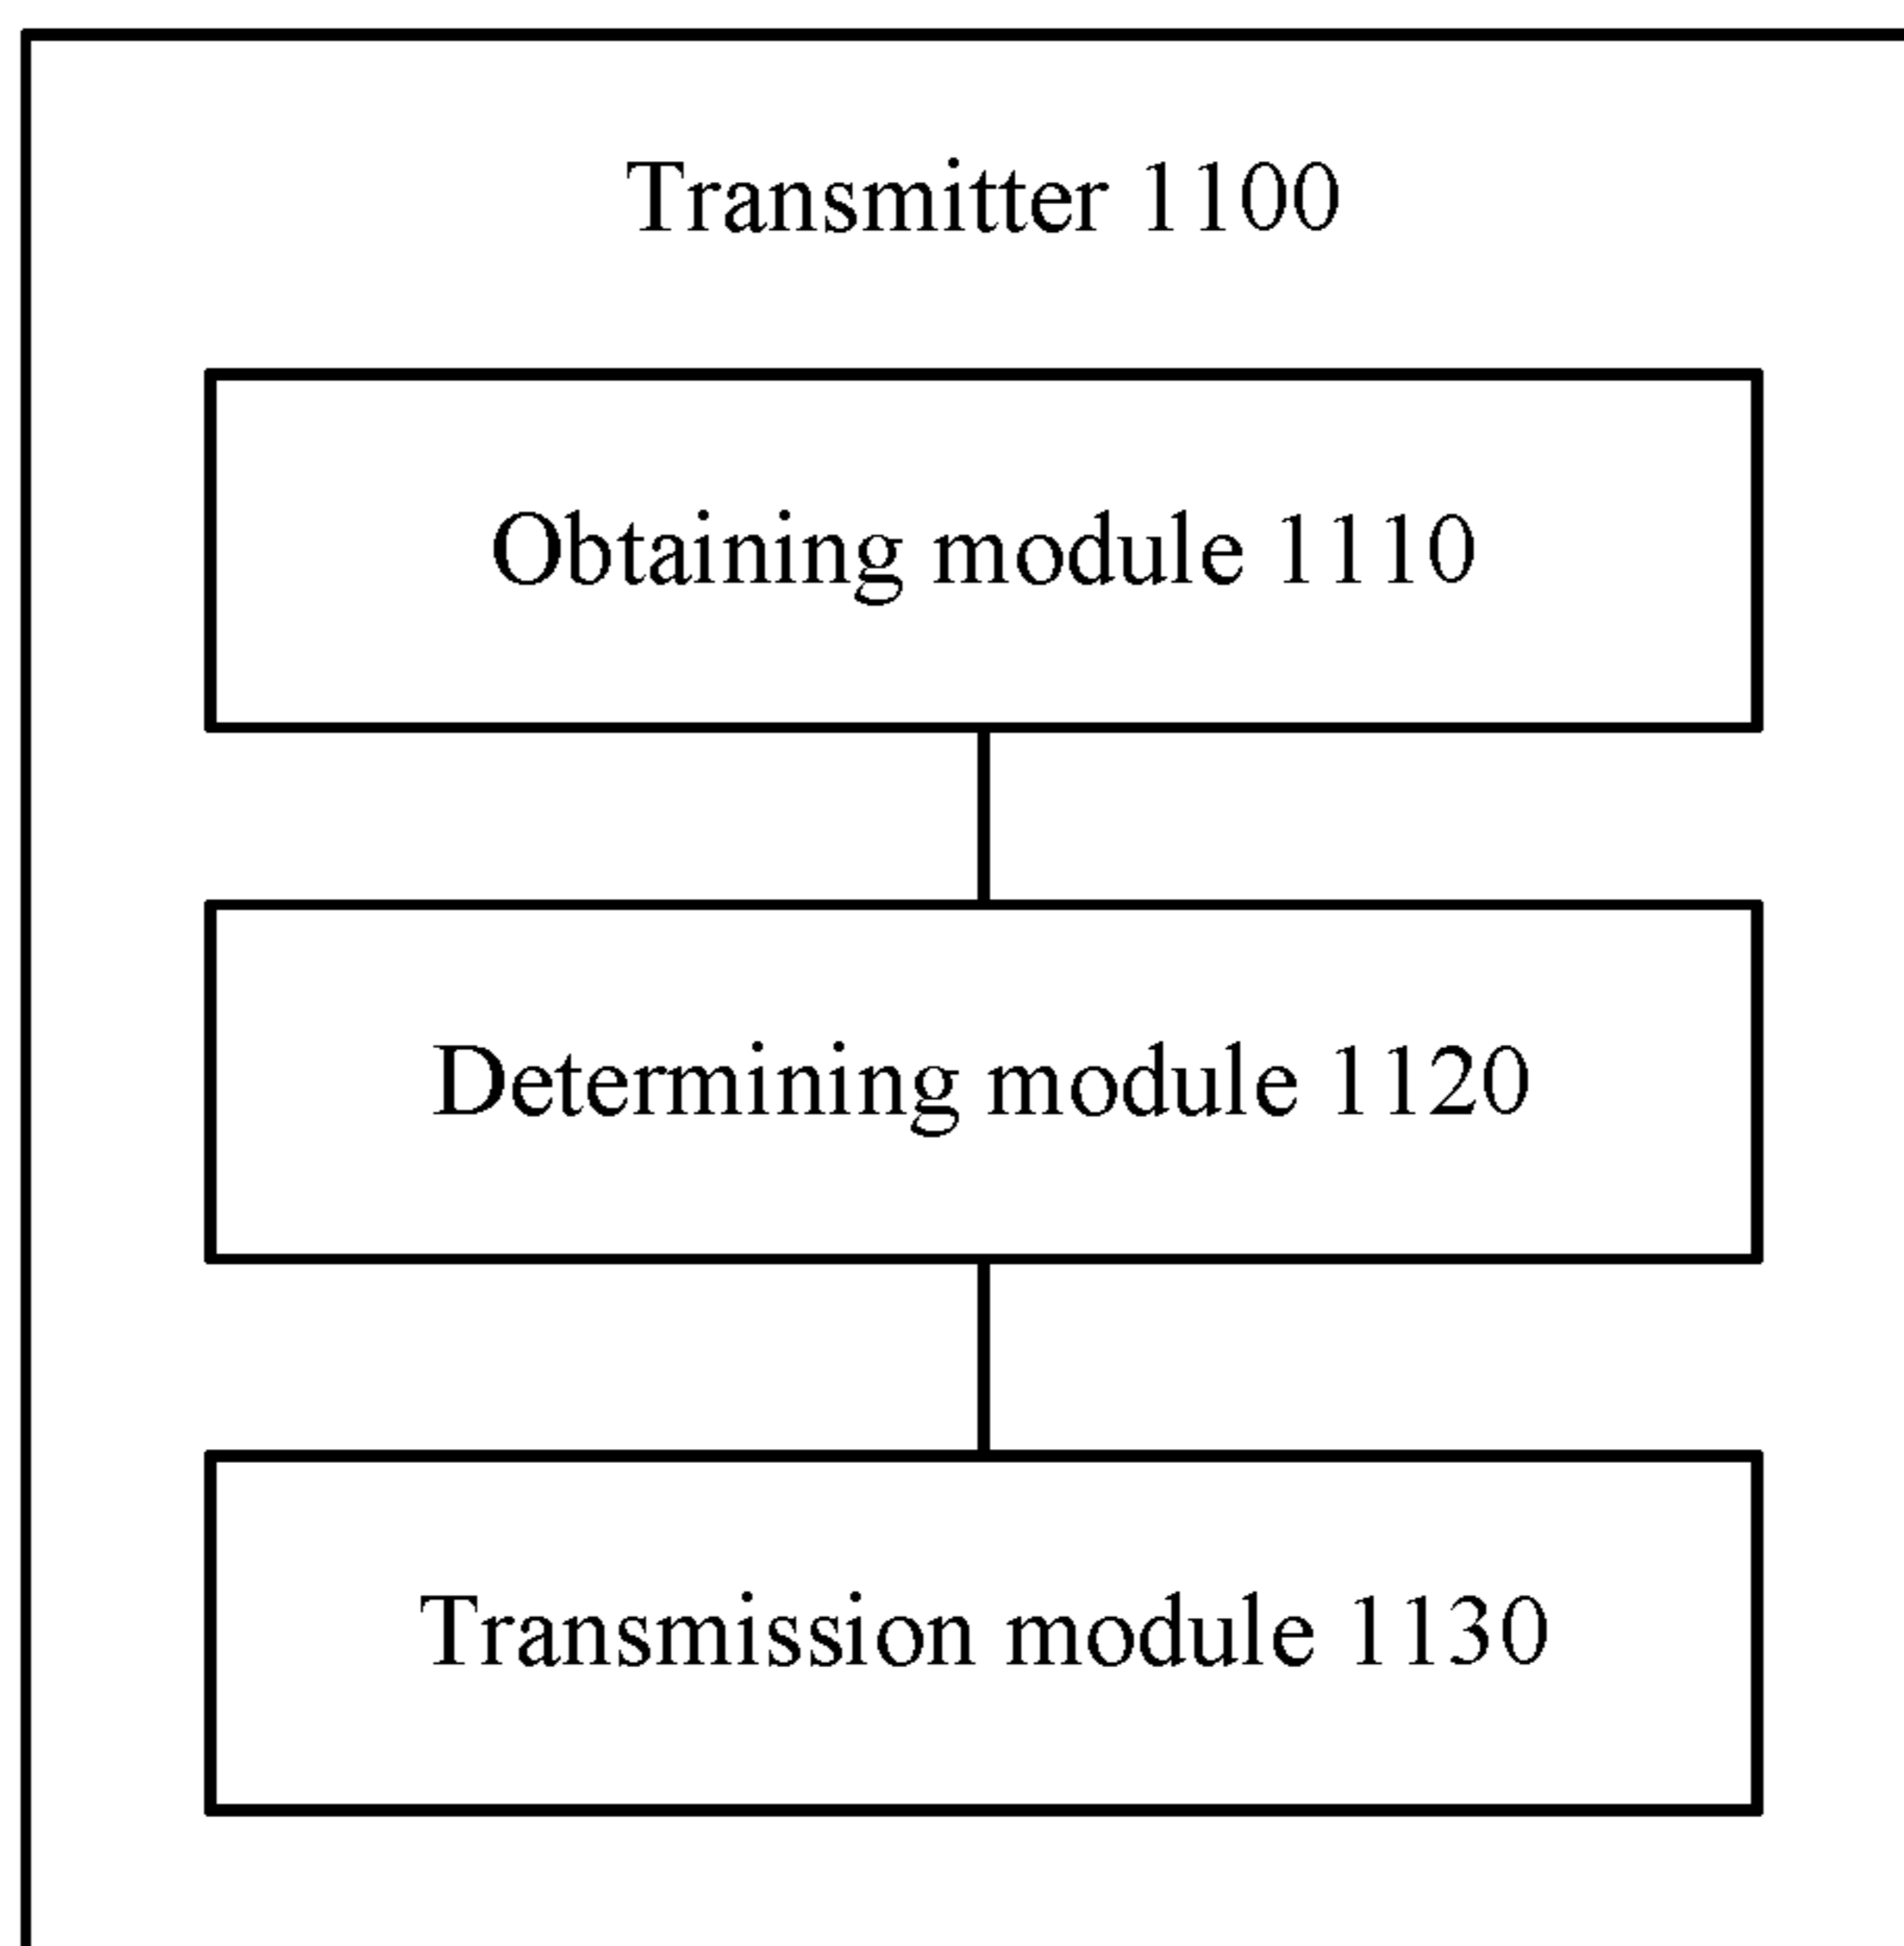 Transmitter 1100
Obtaining module 1110
Determining module 1120
Transmission module 1130